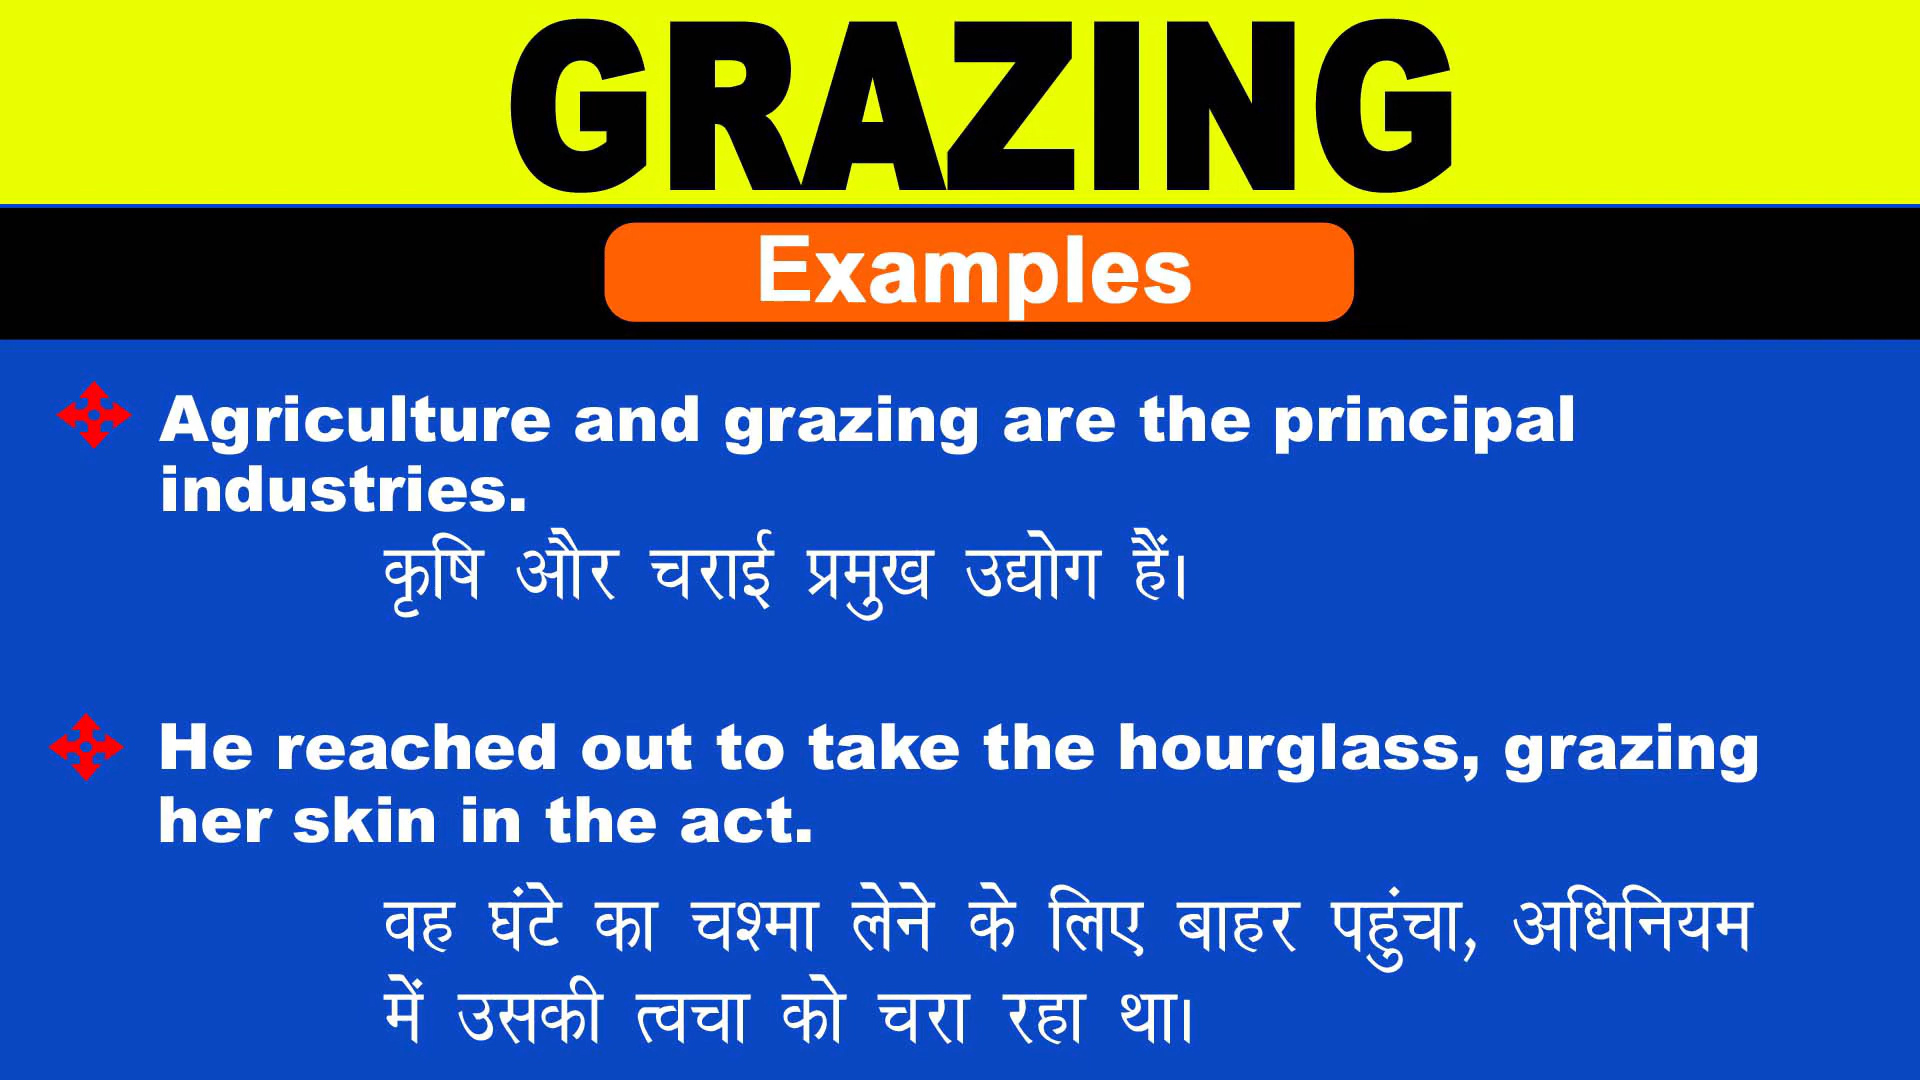 GRAZING
Examples
Agriculture and grazing are the principal
industries.
कृषि और चराई प्रमुख उद्योग हैं।
He reached out to take the hourglass, grazing
her skin in the act.
वह घंटे का चश्मा लेने के लिए बाहर पहुंचा, अधिनियम
में उसकी त्वचा को चरा रहा था।